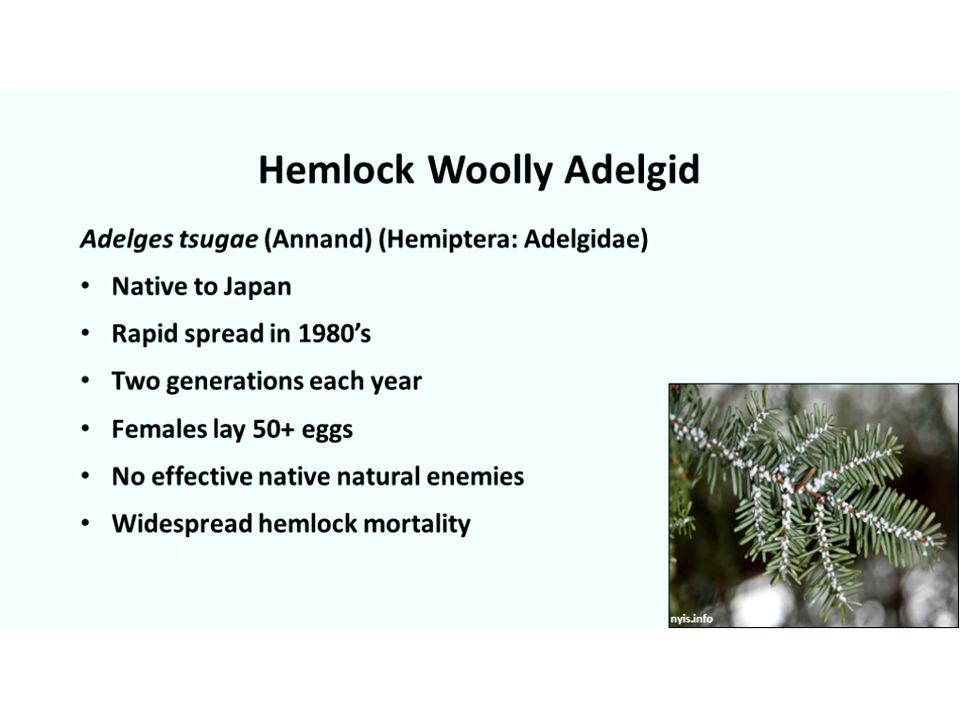 Hemlock Woolly Adelgid
Adelges tsugae (Annand) (Hemiptera: Adelgidae)
• Native to Japan
• Rapid spread in 1980’s
• Two generations each year
• Females lay 50+ eggs
• No effective native natural enemies
• Widespread hemlock mortality
nyis.info